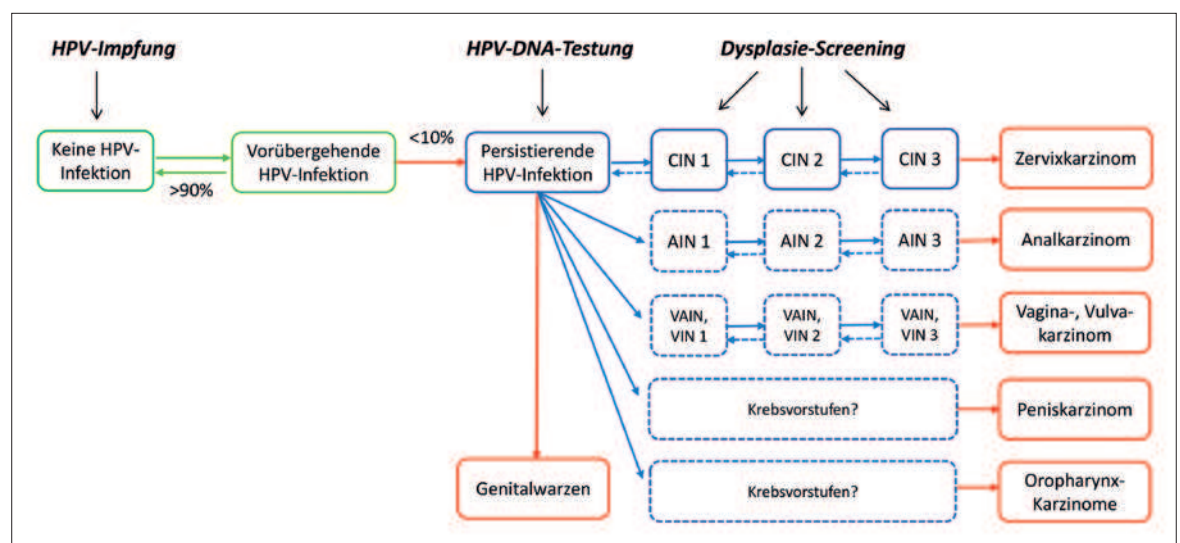 HPV-Impfung
HPV-DNA-Testung
Dysplasie-Screening
Keine HPV-
Infektion
>90%
Vorübergehende
HPV-Infektion
<10%
Persistierende
HPV-Infektion
CIN 1
CIN 2
CIN 3
Zervixkarzinom
AIN 1
AIN 2
AIN 3
Analkarzinom
VAIN,
VIN 1
VAIN,
VIN 2
VAIN,
VIN 3
Vagina-, Vulva-
karzinom
Krebsvorstufen?
Peniskarzinom
Genitalwarzen
Krebsvorstufen?
Oropharynx-
Karzinome